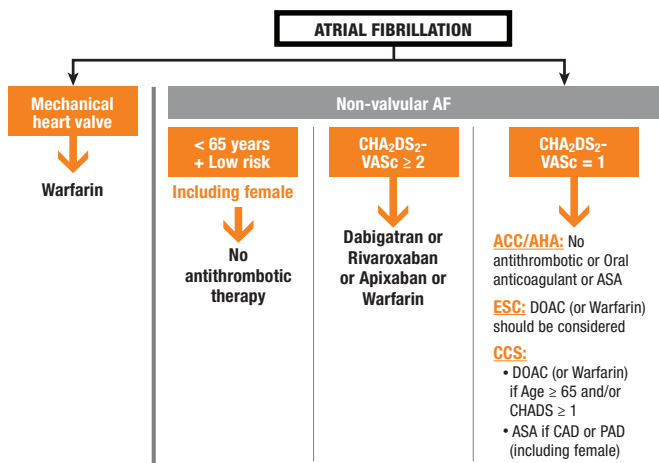 ATRIAL FIBRILLATION
Mechanical
heart valve
Warfarin
Non-valvular AF
< 65 years
+ Low risk
Including female
No
antithrombotic
therapy
CHA₂DS₂-
VASc ≥ 2
Dabigatran or
Rivaroxaban
or Apixaban or
Warfarin
CHA₂DS₂-
VASc = 1
ACC/AHA: No
antithrombotic or Oral
anticoagulant or ASA
ESC: DOAC (or Warfarin)
should be considered
CCS:
• DOAC (or Warfarin)
if Age ≥ 65 and/or
CHADS ≥ 1
• ASA if CAD or PAD
(including female)